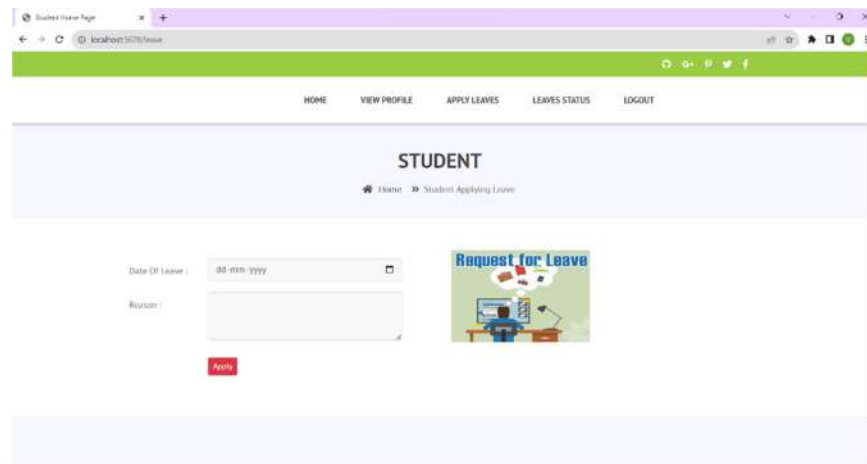 Student Home Page
localhost:5678/leave
HOME VIEW PROFILE APPLY LEAVES LEAVES STATUS LOGOUT
STUDENT
Home » Student Applying Leave
Date Of Leave : dd-mm-yyyy
Request for Leave
Reason :
Apply